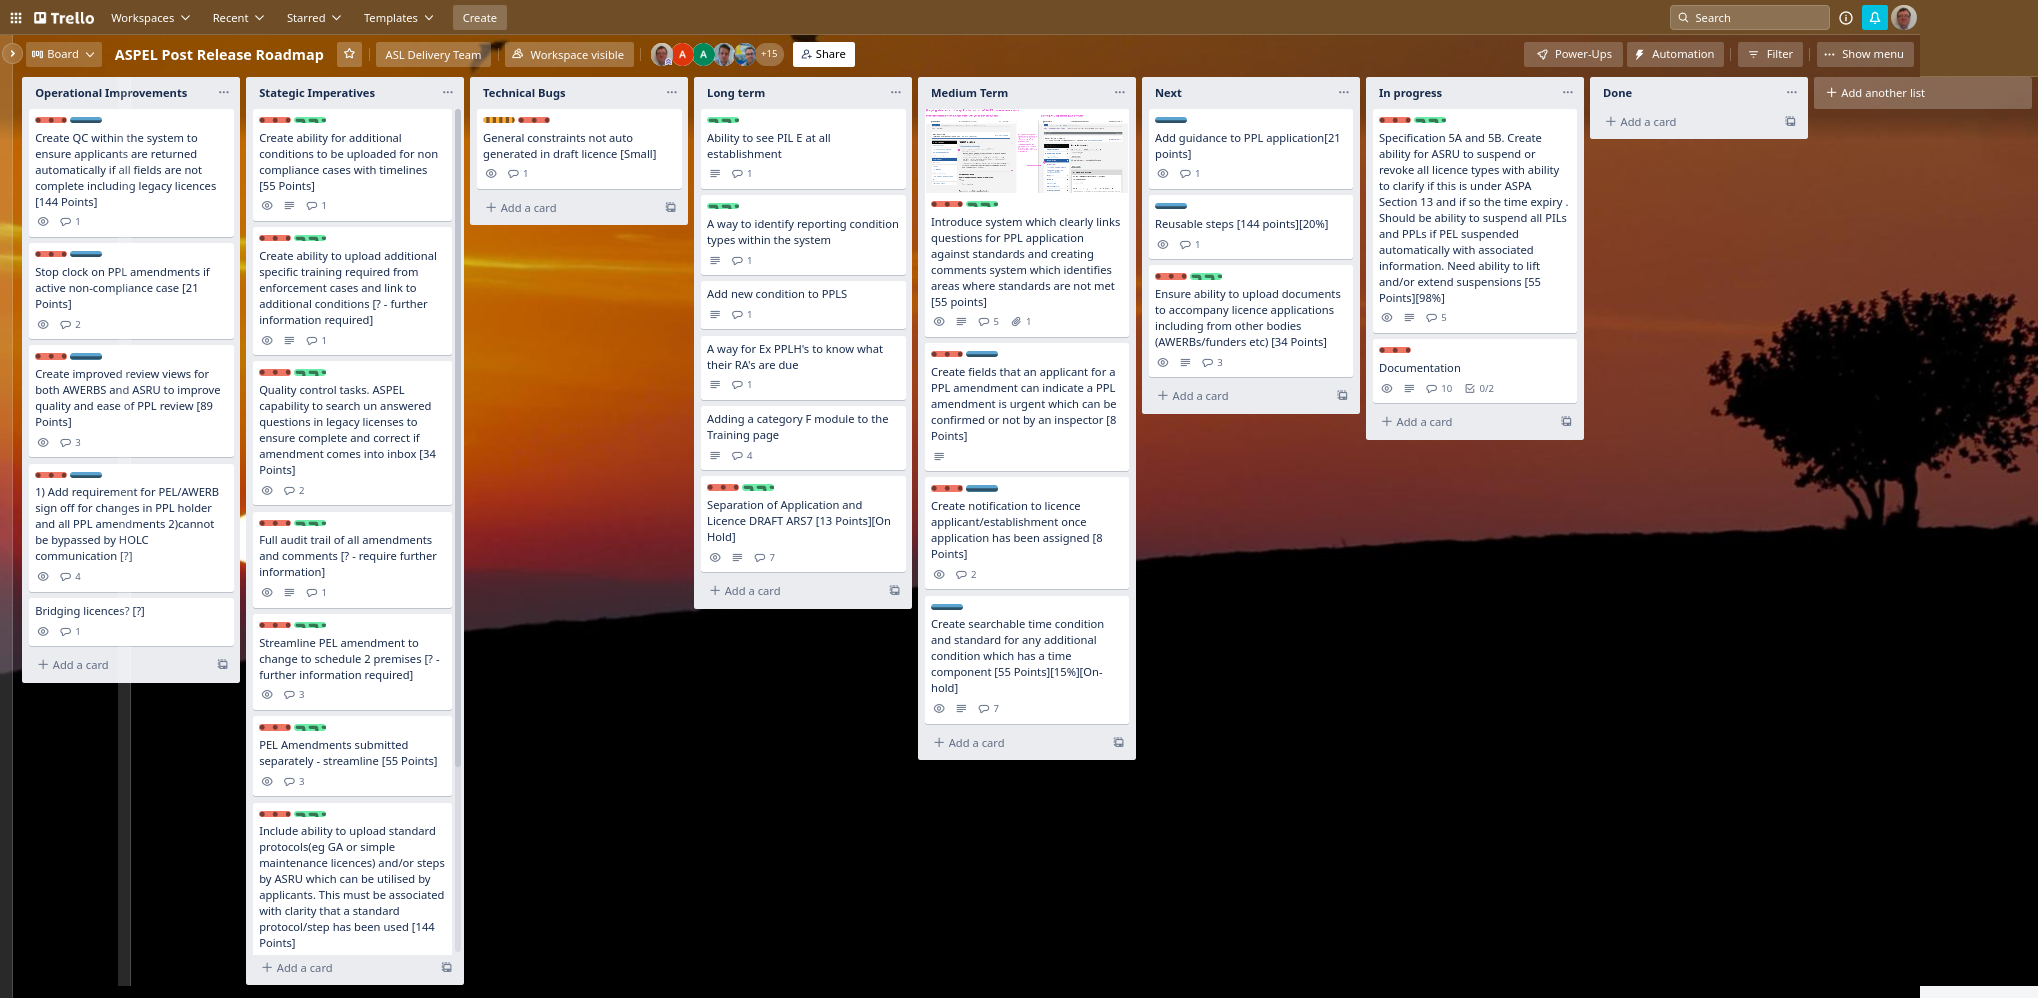 Trello
Workspaces
Recent
Starred
Templates
Create
Search
Board
ASPEL Post Release Roadmap
ASL Delivery Team
Workspace visible
A
A
+15
Share
Power-Ups
Automation
Filter
Show menu
Operational Improvements
Create QC within the system to
ensure applicants are returned
automatically if all fields are not
complete including legacy licences
[144 Points]
1
Stop clock on PPL amendments if
active non-compliance case [21
Points]
2
Create improved review views for
both AWERBS and ASRU to improve
quality and ease of PPL review [89
Points]
3
1) Add requirement for PEL/AWERB
sign off for changes in PPL holder
and all PPL amendments 2)cannot
be bypassed by HOLC
communication [?]
4
Bridging licences? [?]
1
Add a card
Stategic Imperatives
Create ability for additional
conditions to be uploaded for non
compliance cases with timelines
[55 Points]
1
Create ability to upload additional
specific training required from
enforcement cases and link to
additional conditions [? - further
information required]
1
Quality control tasks. ASPEL
capability to search un answered
questions in legacy licenses to
ensure complete and correct if
amendment comes into inbox [34
Points]
2
Full audit trail of all amendments
and comments [? - require further
information]
1
Streamline PEL amendment to
change to schedule 2 premises [? -
further information required]
3
PEL Amendments submitted
separately - streamline [55 Points]
3
Include ability to upload standard
protocols(eg GA or simple
maintenance licences) and/or steps
by ASRU which can be utilised by
applicants. This must be associated
with clarity that a standard
protocol/step has been used [144
Points]
Add a card
Technical Bugs
General constraints not auto
generated in draft licence [Small]
1
Add a card
Long term
Ability to see PIL E at all
establishment
1
A way to identify reporting condition
types within the system
1
Add new condition to PPLS
1
A way for Ex PPLH's to know what
their RA's are due
1
Adding a category F module to the
Training page
4
Separation of Application and
Licence DRAFT ARS7 [13 Points][On
Hold]
7
Add a card
Medium Term
Introduce system which clearly links
questions for PPL application
against standards and creating
comments system which identifies
areas where standards are not met
[55 points]
5
1
Create fields that an applicant for a
PPL amendment can indicate a PPL
amendment is urgent which can be
confirmed or not by an inspector [8
Points]
Create notification to licence
applicant/establishment once
application has been assigned [8
Points]
2
Create searchable time condition
and standard for any additional
condition which has a time
component [55 Points][15%][On-
hold]
7
Add a card
Next
Add guidance to PPL application[21
points]
1
Reusable steps [144 points][20%]
1
Ensure ability to upload documents
to accompany licence applications
including from other bodies
(AWERBs/funders etc) [34 Points]
3
Add a card
In progress
Specification 5A and 5B. Create
ability for ASRU to suspend or
revoke all licence types with ability
to clarify if this is under ASPA
Section 13 and if so the time expiry .
Should be ability to suspend all PILs
and PPLs if PEL suspended
automatically with associated
information. Need ability to lift
and/or extend suspensions [55
Points][98%]
5
Documentation
10
0/2
Add a card
Done
Add a card
Add another list